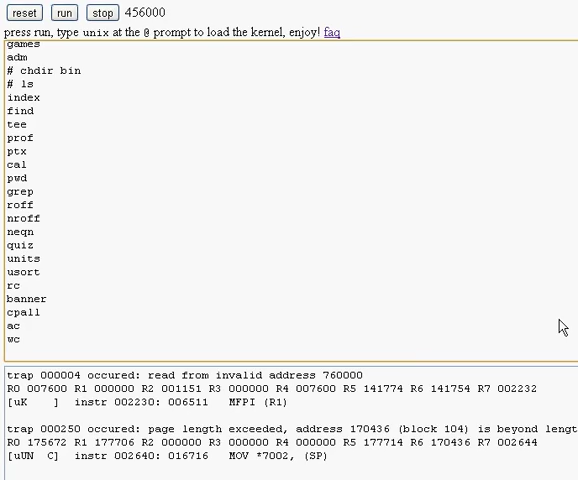 reset run stop 456000
press run, type unix at the @ prompt to load the kernel, enjoy! faq
games
adm
# chdir bin
# ls
index
find
tee
prof
ptx
cal
pwd
grep
roff
nroff
neqn
quiz
units
usort
rc
banner
cpall
ac
wc
trap 000004 occured: read from invalid address 760000
R0 007600 R1 000000 R2 001151 R3 000000 R4 007600 R5 141774 R6 141754 R7 002232
[uK    ]  instr 002230: 006511   MFPI (R1)
trap 000250 occured: page length exceeded, address 170436 (block 104) is beyond lengt
R0 175672 R1 177706 R2 000000 R3 000000 R4 000000 R5 177714 R6 170436 R7 002644
[uUN  C]  instr 002640: 016716   MOV *7002, (SP)